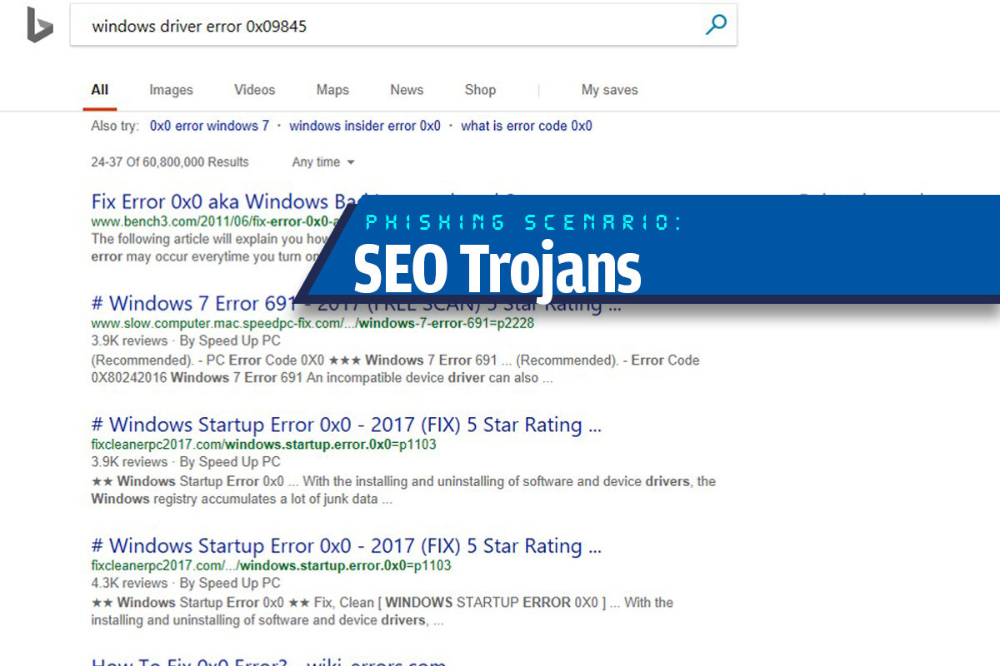 windows driver error 0x09845
All Images Videos Maps News Shop | My saves
Also try: 0x0 error windows 7 · windows insider error 0x0 · what is error code 0x0
24-37 Of 60,800,000 Results Any time
Fix Error 0x0 aka Windows
www.bench3.com/2011/06/fix-error-0x0-a
The following article will explain you how
error may occur everytime you turn on
PHISHING SCENARIO:
SEO Trojans
# Windows 7 Error 691 - 2017 (FREE SCAN) 5 Star Rating ...
www.slow.computer.mac.speedpc-fix.com/.../windows-7-error-691=p2228
3.9K reviews · By Speed Up PC
(Recommended). - PC Error Code 0X0 ★★★ Windows 7 Error 691 ... (Recommended). - Error Code
0X80242016 Windows 7 Error 691 An incompatible device driver can also ...
# Windows Startup Error 0x0 - 2017 (FIX) 5 Star Rating ...
fixcleanerpc2017.com/windows.startup.error.0x0=p1103
3.9K reviews · By Speed Up PC
★★ Windows Startup Error 0x0 ... With the installing and uninstalling of software and device drivers, the
Windows registry accumulates a lot of junk data ...
# Windows Startup Error 0x0 - 2017 (FIX) 5 Star Rating ...
fixcleanerpc2017.com/.../windows.startup.error.0x0=p1103
4.3K reviews · By Speed Up PC
★★ Windows Startup Error 0x0 ★★ Fix, Clean [ WINDOWS STARTUP ERROR 0X0 ] ... With the
installing and uninstalling of software and device drivers, ...
How To Fix 0x0 Error? - wiki-errors.com